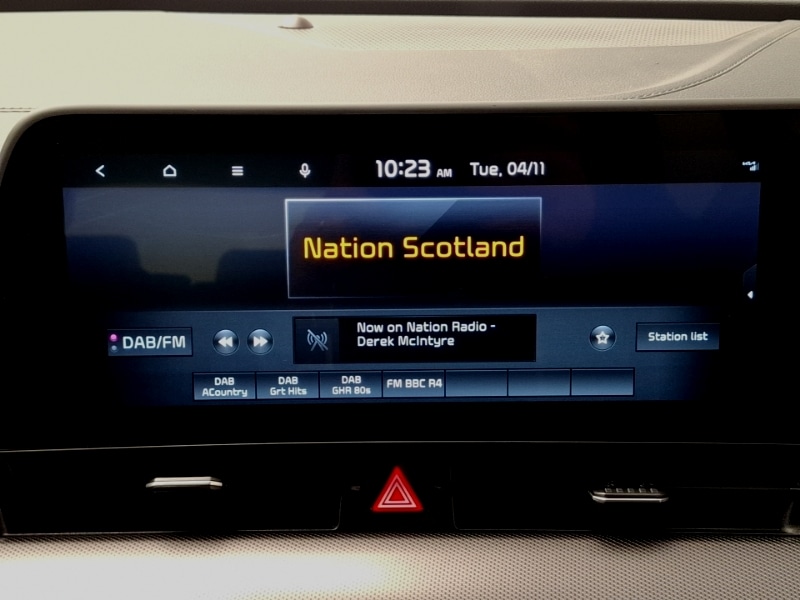 10:23 AM Tue, 04/11
Nation Scotland
DAB/FM
Now on Nation Radio -
Derek McIntyre
Station list
DAB
ACountry
DAB
Grt Hits
DAB
GHR 80s
FM BBC R4